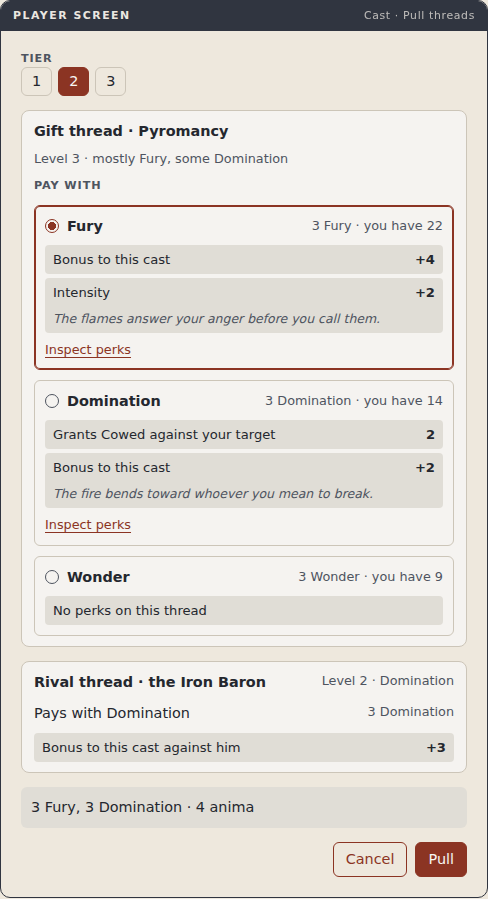 PLAYER SCREEN
Cast · Pull threads
TIER
1 2 3
Gift thread · Pyromancy
Level 3 · mostly Fury, some Domination
PAY WITH
Fury 3 Fury · you have 22
Bonus to this cast +4
Intensity +2
The flames answer your anger before you call them.
Inspect perks
Domination 3 Domination · you have 14
Grants Cowed against your target 2
Bonus to this cast +2
The fire bends toward whoever you mean to break.
Inspect perks
Wonder 3 Wonder · you have 9
No perks on this thread
Rival thread · the Iron Baron Level 2 · Domination
Pays with Domination 3 Domination
Bonus to this cast against him +3
3 Fury, 3 Domination · 4 anima
Cancel Pull